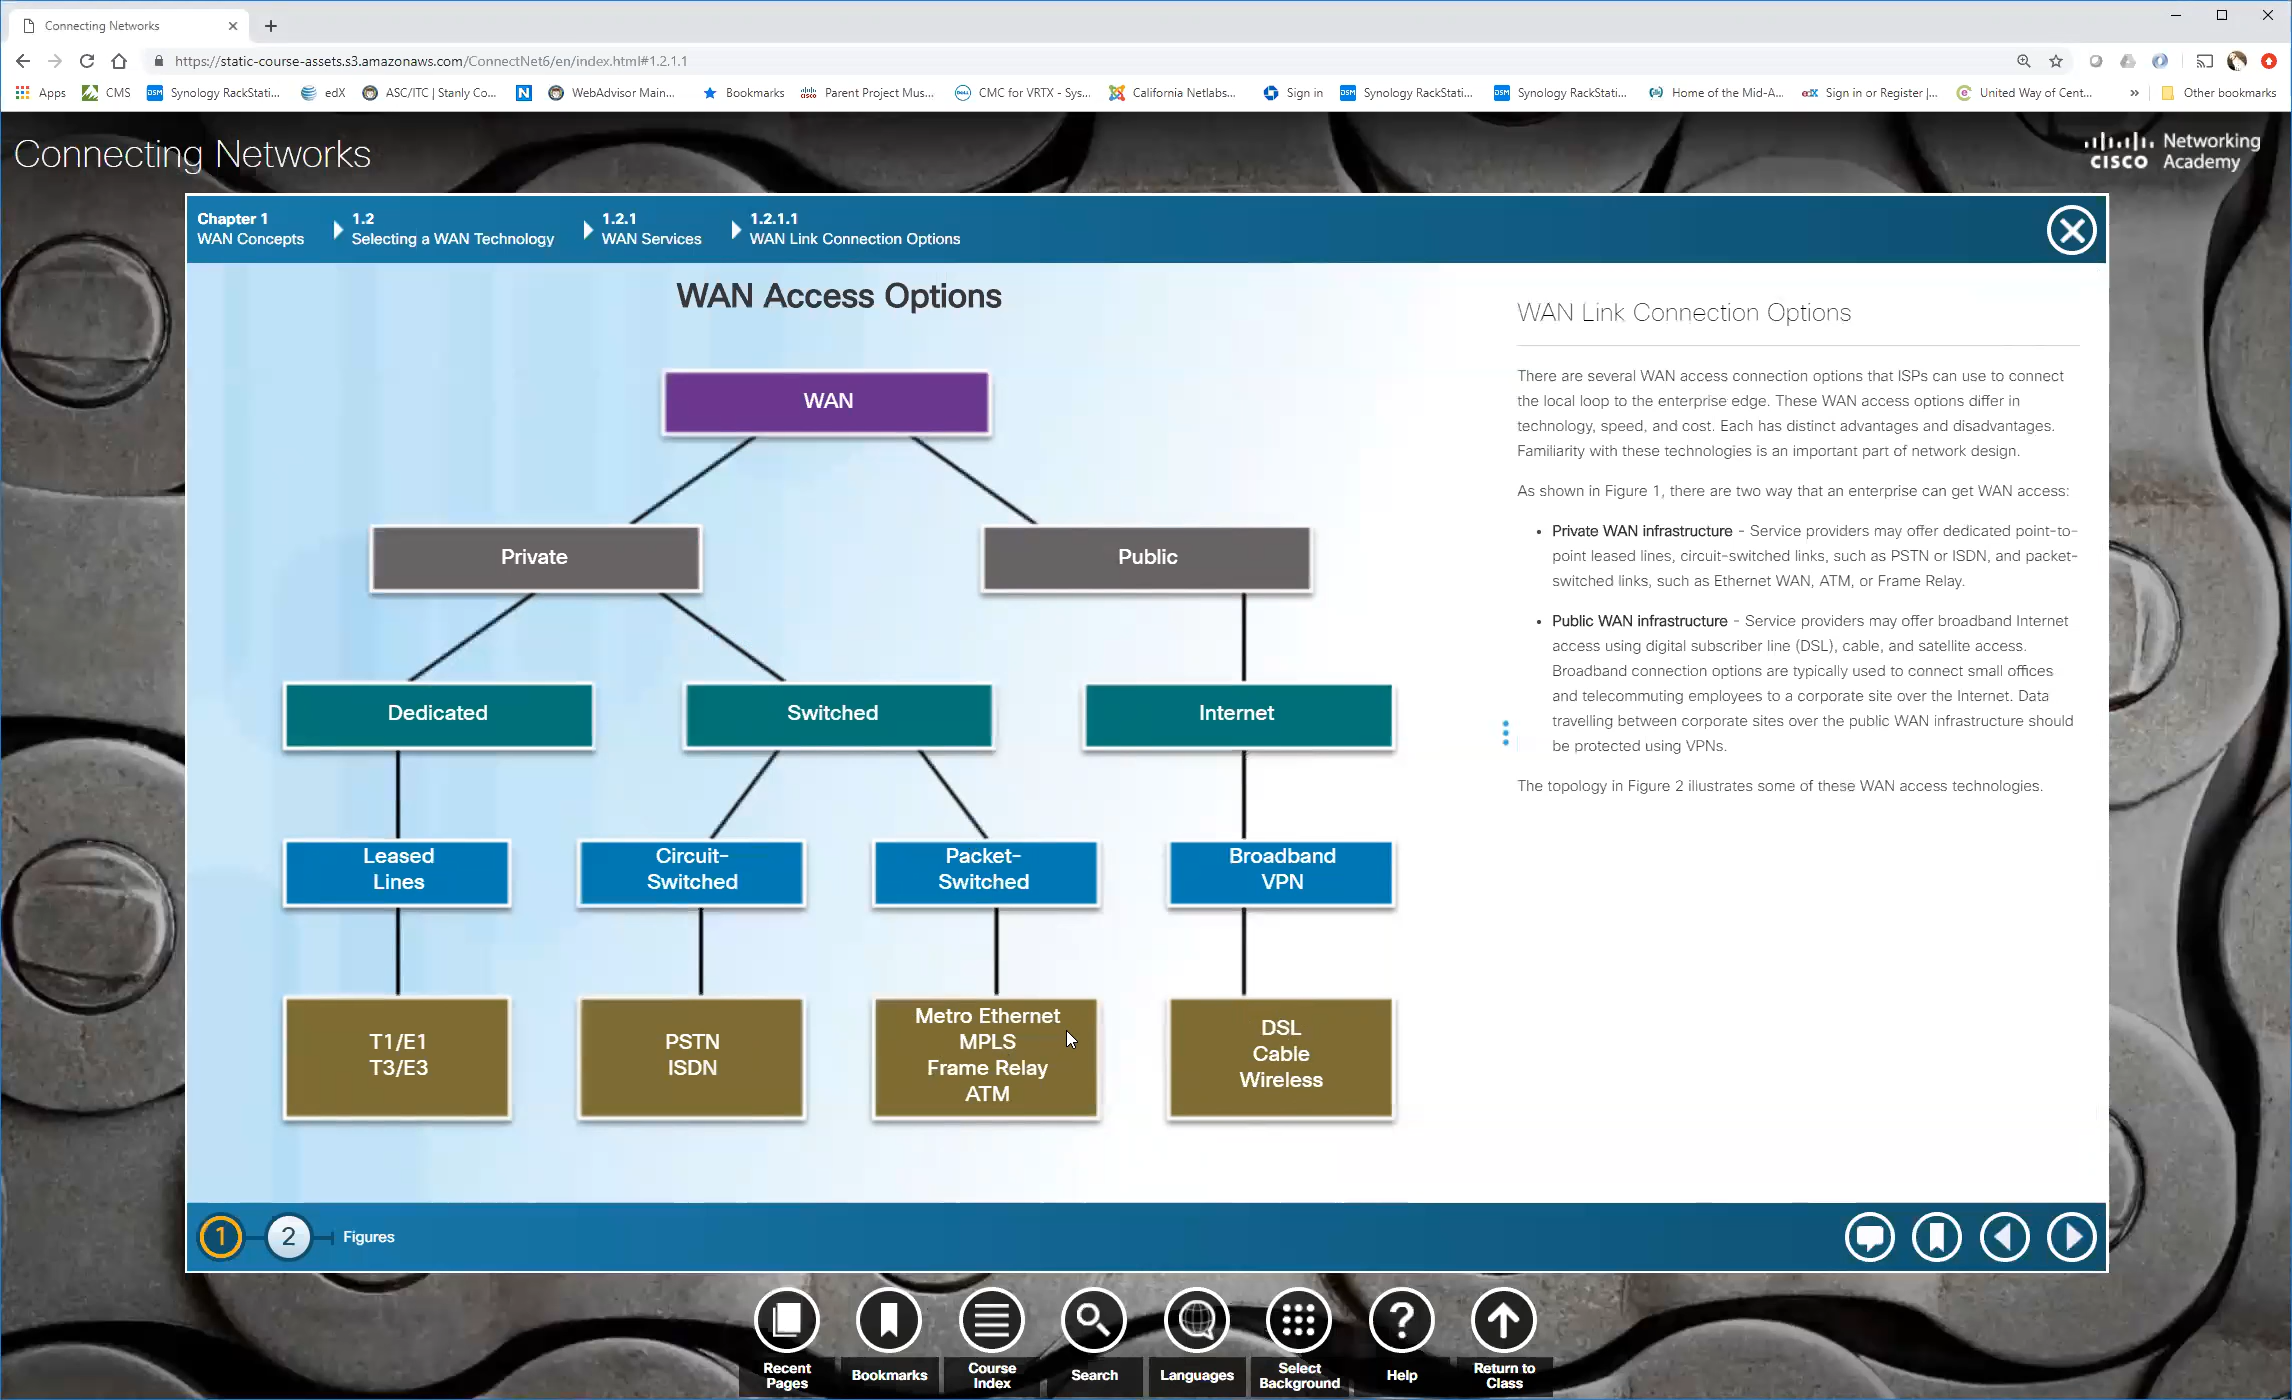 Connecting Networks
https://static-course-assets.s3.amazonaws.com/ConnectNet6/en/index.html#1.2.1.1
Apps CMS Synology RackStati... edX ASC/ITC | Stanly Co... WebAdvisor Main... Bookmarks Parent Project Mus... CMC for VRTX - Sys... California Netlabs... Sign in Synology RackStati... Synology RackStati... Home of the Mid-A... Sign in or Register |... United Way of Cent... » Other bookmarks
Connecting Networks
CISCO Networking Academy
Chapter 1
WAN Concepts
1.2
Selecting a WAN Technology
1.2.1
WAN Services
1.2.1.1
WAN Link Connection Options
WAN Access Options
WAN
Private
Public
Dedicated
Switched
Internet
Leased
Lines
Circuit-
Switched
Packet-
Switched
Broadband
VPN
T1/E1
T3/E3
PSTN
ISDN
Metro Ethernet
MPLS
Frame Relay
ATM
DSL
Cable
Wireless
WAN Link Connection Options
There are several WAN access connection options that ISPs can use to connect
the local loop to the enterprise edge. These WAN access options differ in
technology, speed, and cost. Each has distinct advantages and disadvantages.
Familiarity with these technologies is an important part of network design.
As shown in Figure 1, there are two way that an enterprise can get WAN access:
• Private WAN infrastructure - Service providers may offer dedicated point-to-
point leased lines, circuit-switched links, such as PSTN or ISDN, and packet-
switched links, such as Ethernet WAN, ATM, or Frame Relay.
• Public WAN infrastructure - Service providers may offer broadband Internet
access using digital subscriber line (DSL), cable, and satellite access.
Broadband connection options are typically used to connect small offices
and telecommuting employees to a corporate site over the Internet. Data
travelling between corporate sites over the public WAN infrastructure should
be protected using VPNs.
The topology in Figure 2 illustrates some of these WAN access technologies.
1 2 Figures
Recent
Pages
Bookmarks
Course
Index
Search
Languages
Select
Background
Help
Return to
Class